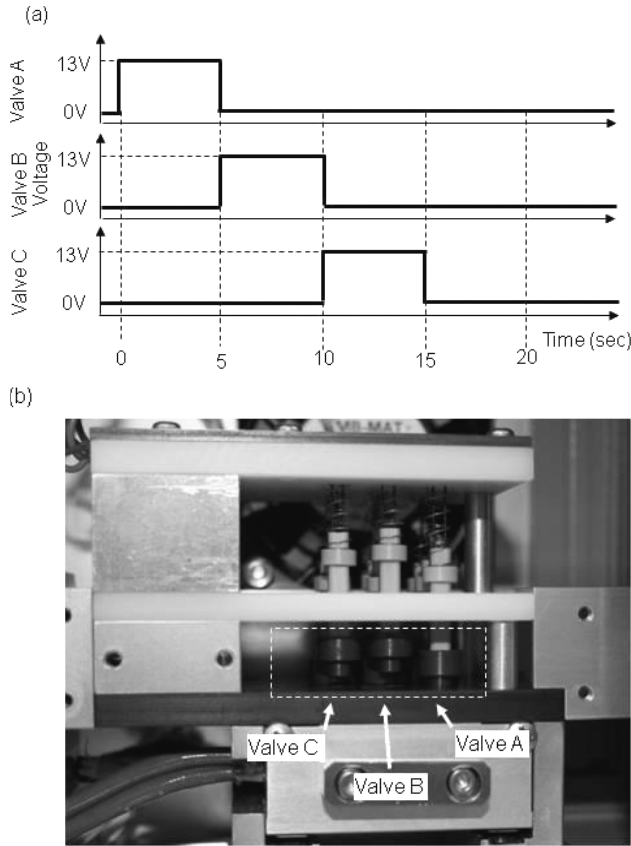 (a)
Valve A
13V
0V
Valve B
Voltage
13V
0V
Valve C
13V
0V
Time (sec)
0 5 10 15 20
(b)
Valve C
Valve B
Valve A